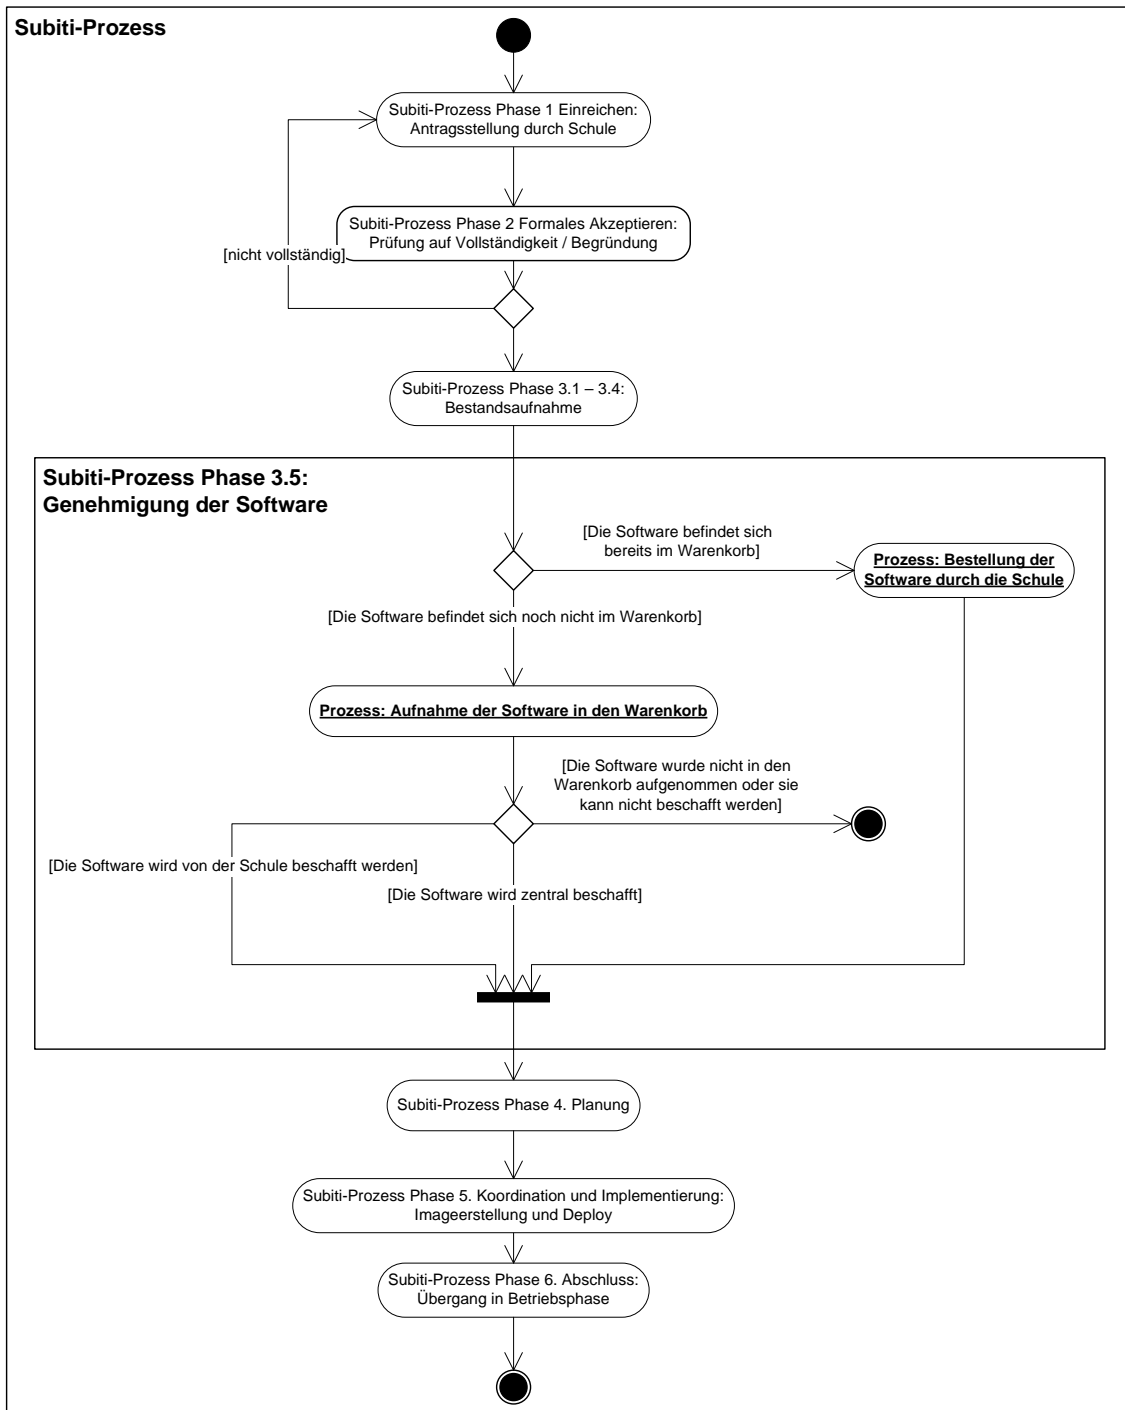 Subiti-Prozess
Subiti-Prozess Phase 1 Einreichen:
Antragsstellung durch Schule
Subiti-Prozess Phase 2 Formales Akzeptieren:
Prüfung auf Vollständigkeit / Begründung
[nicht vollständig]
Subiti-Prozess Phase 3.1 – 3.4:
Bestandsaufnahme
Subiti-Prozess Phase 3.5:
Genehmigung der Software
[Die Software befindet sich
bereits im Warenkorb]
Prozess: Bestellung der
Software durch die Schule
[Die Software befindet sich noch nicht im Warenkorb]
Prozess: Aufnahme der Software in den Warenkorb
[Die Software wurde nicht in den
Warenkorb aufgenommen oder sie
kann nicht beschafft werden]
[Die Software wird von der Schule beschafft werden]
[Die Software wird zentral beschafft]
Subiti-Prozess Phase 4. Planung
Subiti-Prozess Phase 5. Koordination und Implementierung:
Imageerstellung und Deploy
Subiti-Prozess Phase 6. Abschluss:
Übergang in Betriebsphase